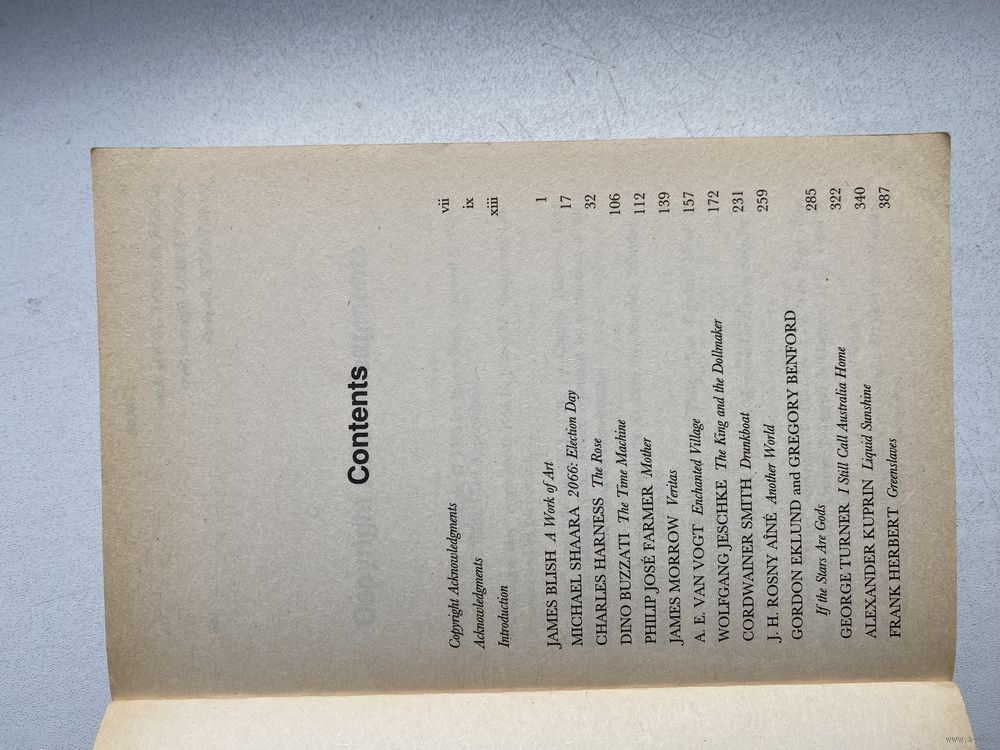 Contents
Copyright Acknowledgments vii
Acknowledgments ix
Introduction xiii
JAMES BLISH A Work of Art 1
MICHAEL SHAARA 2066: Election Day 17
CHARLES HARNESS The Rose 32
DINO BUZZATI The Time Machine 106
PHILIP JOSÉ FARMER Mother 112
JAMES MORROW Veritas 139
A. E. VAN VOGT Enchanted Village 157
WOLFGANG JESCHKE The King and the Dollmaker 172
CORDWAINER SMITH Drunkboat 231
J. H. ROSNY AÎNÉ Another World 259
GORDON EKLUND and GREGORY BENFORD
If the Stars Are Gods 285
GEORGE TURNER I Still Call Australia Home 322
ALEXANDER KUPRIN Liquid Sunshine 340
FRANK HERBERT Greenslaves 387